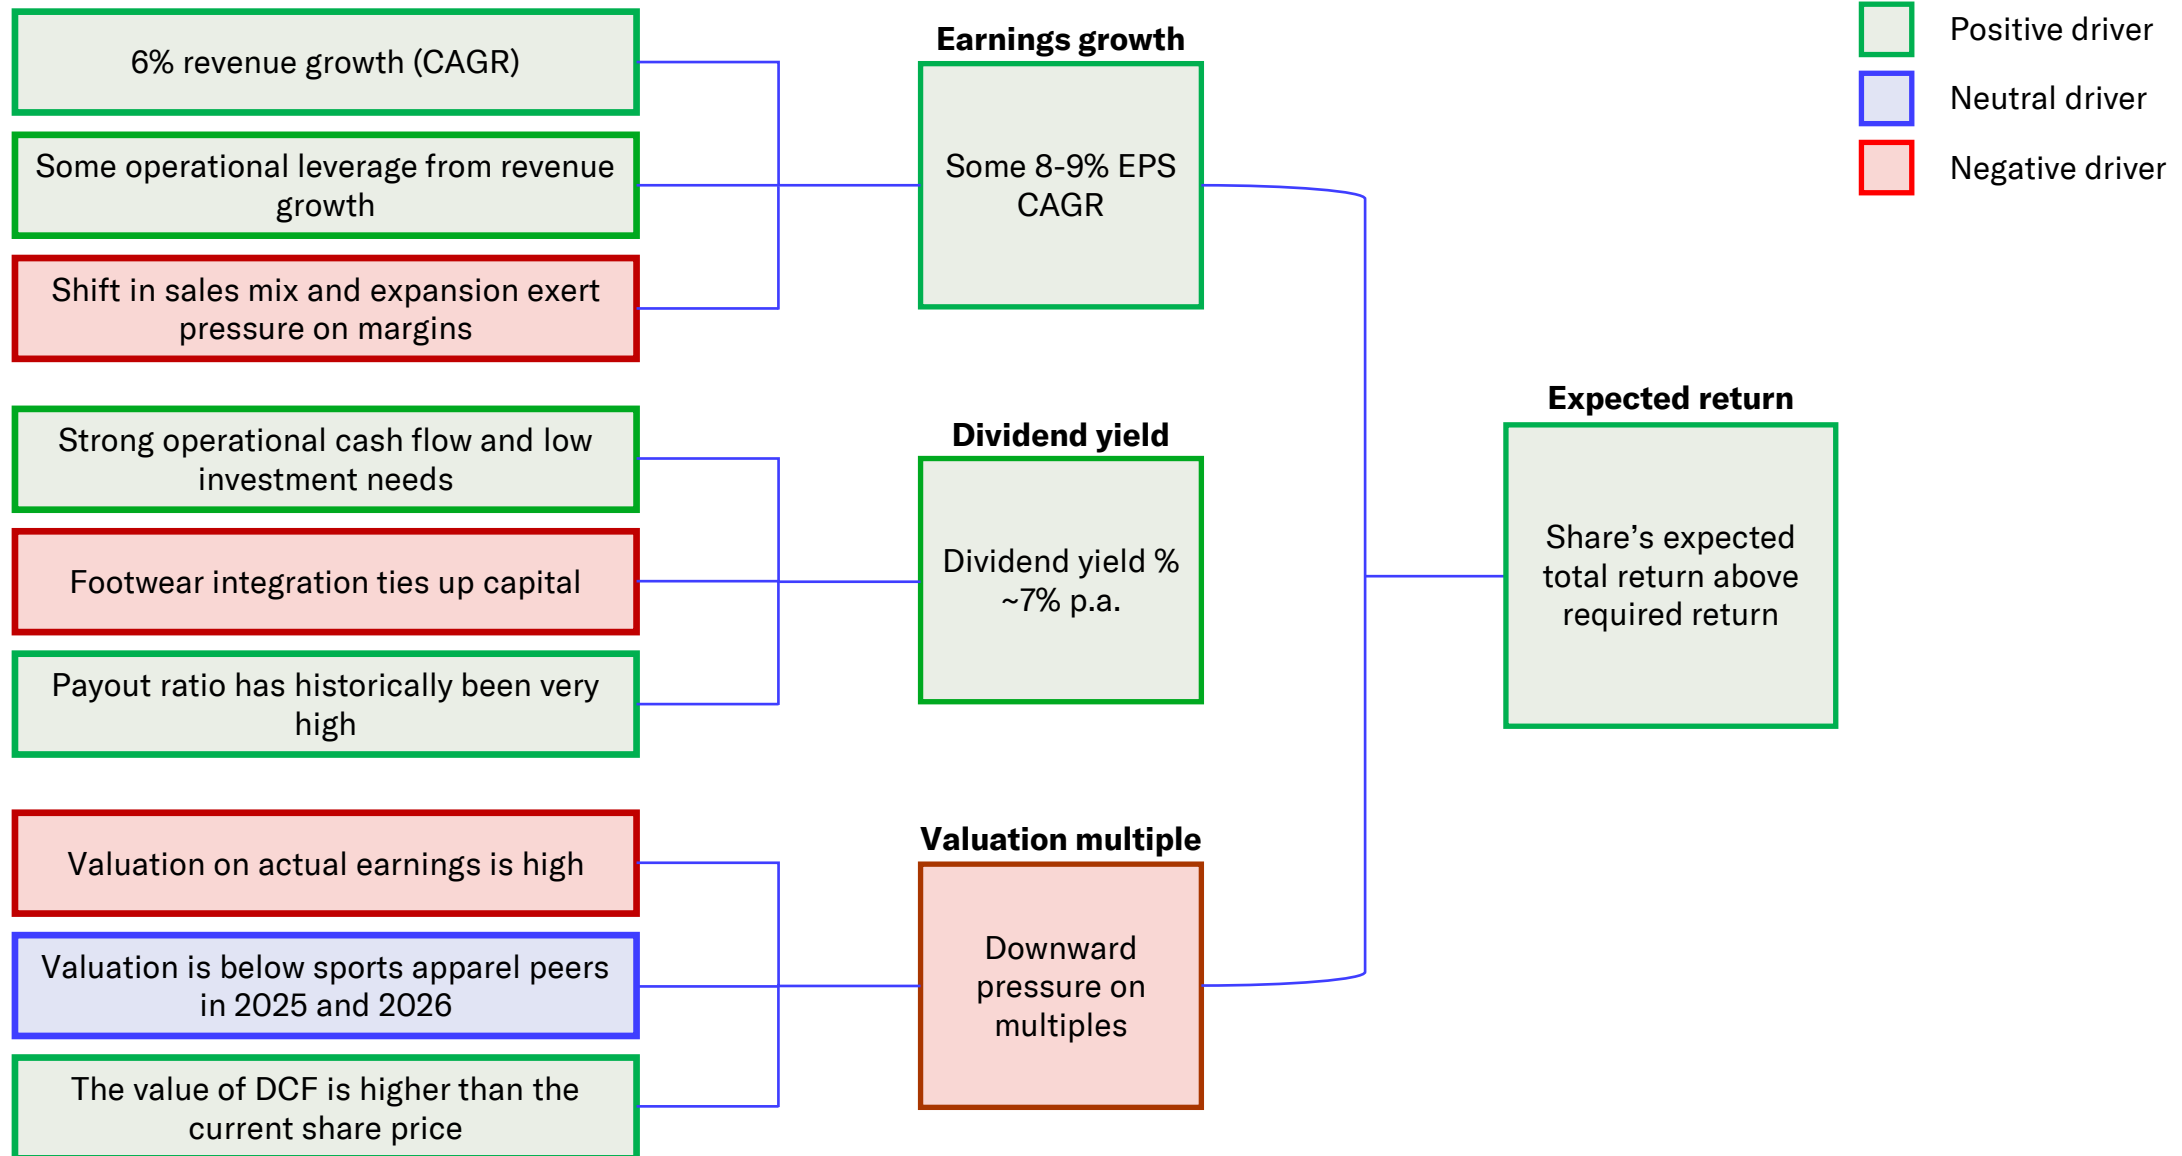 6% revenue growth (CAGR)
Some operational leverage from revenue
growth
Shift in sales mix and expansion exert
pressure on margins
Earnings growth
Some 8-9% EPS
CAGR
Strong operational cash flow and low
investment needs
Footwear integration ties up capital
Payout ratio has historically been very
high
Dividend yield
Dividend yield %
~7% p.a.
Valuation on actual earnings is high
Valuation is below sports apparel peers
in 2025 and 2026
The value of DCF is higher than the
current share price
Valuation multiple
Downward
pressure on
multiples
Expected return
Share’s expected
total return above
required return
Positive driver
Neutral driver
Negative driver